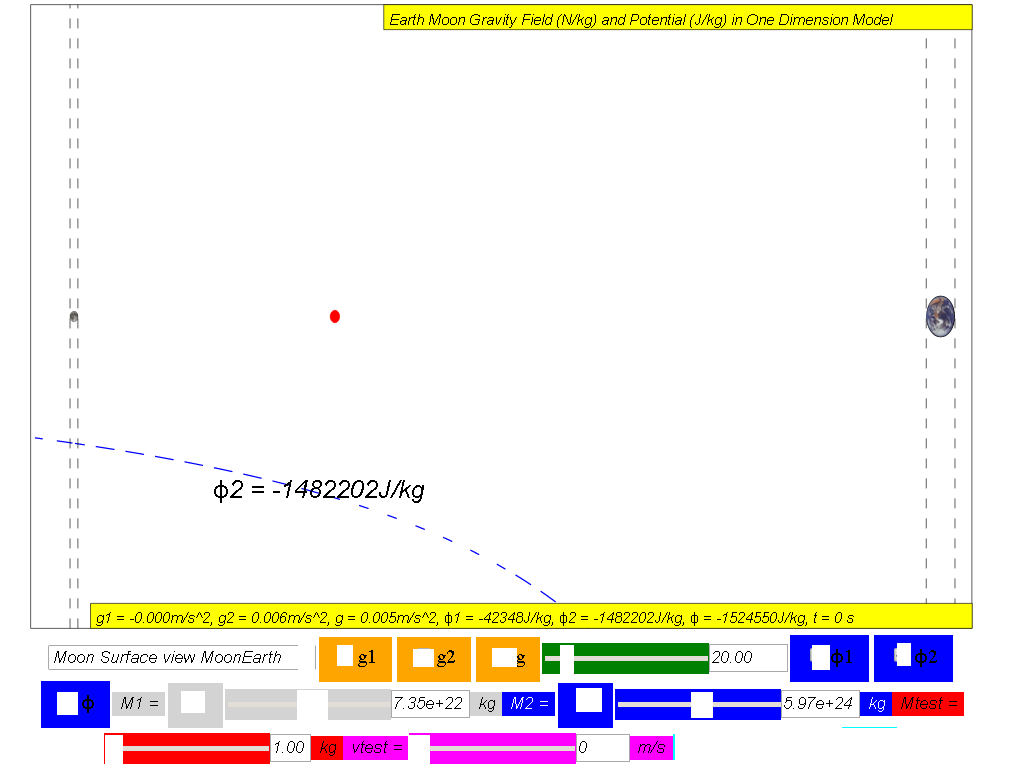 Earth Moon Gravity Field (N/kg) and Potential (J/kg) in One Dimension Model
ϕ2 = -1482202J/kg
g1 = -0.000m/s^2, g2 = 0.006m/s^2, g = 0.005m/s^2, ϕ1 = -42348J/kg, ϕ2 = -1482202J/kg, ϕ = -1524550J/kg, t = 0 s
Moon Surface view MoonEarth g1 g2 g 20.00 ϕ1 ϕ2
ϕ M1 = 7.35e+22 kg M2 = 5.97e+24 kg Mtest =
1.00 kg vtest = 0 m/s